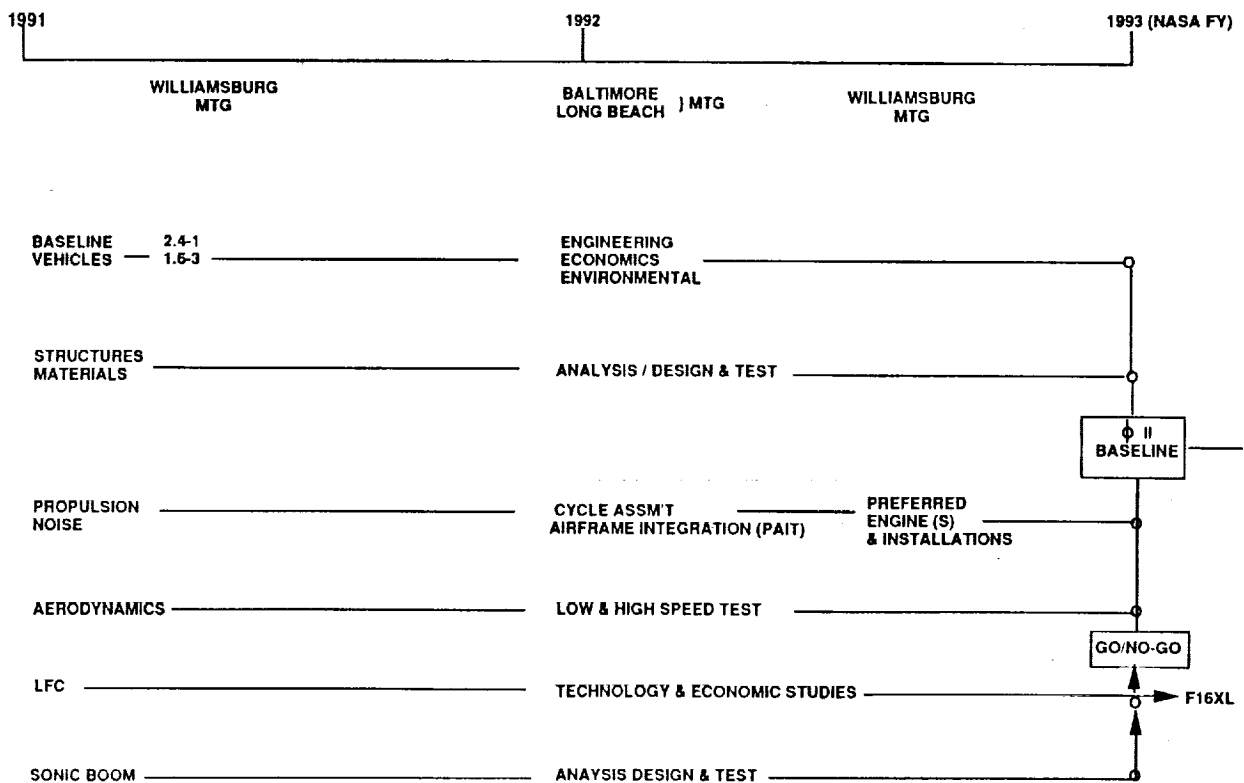 1991 1992 1993 (NASA FY)
WILLIAMSBURG
MTG
BALTIMORE
LONG BEACH } MTG
WILLIAMSBURG
MTG
BASELINE 2.4-1
VEHICLES — 1.6-3
ENGINEERING
ECONOMICS
ENVIRONMENTAL
STRUCTURES
MATERIALS
ANALYSIS / DESIGN & TEST
II
BASELINE
PROPULSION
NOISE
CYCLE ASSM'T
AIRFRAME INTEGRATION (PAIT)
PREFERRED
ENGINE (S)
& INSTALLATIONS
AERODYNAMICS
LOW & HIGH SPEED TEST
GO/NO-GO
LFC
TECHNOLOGY & ECONOMIC STUDIES
F16XL
SONIC BOOM
ANAYSIS DESIGN & TEST